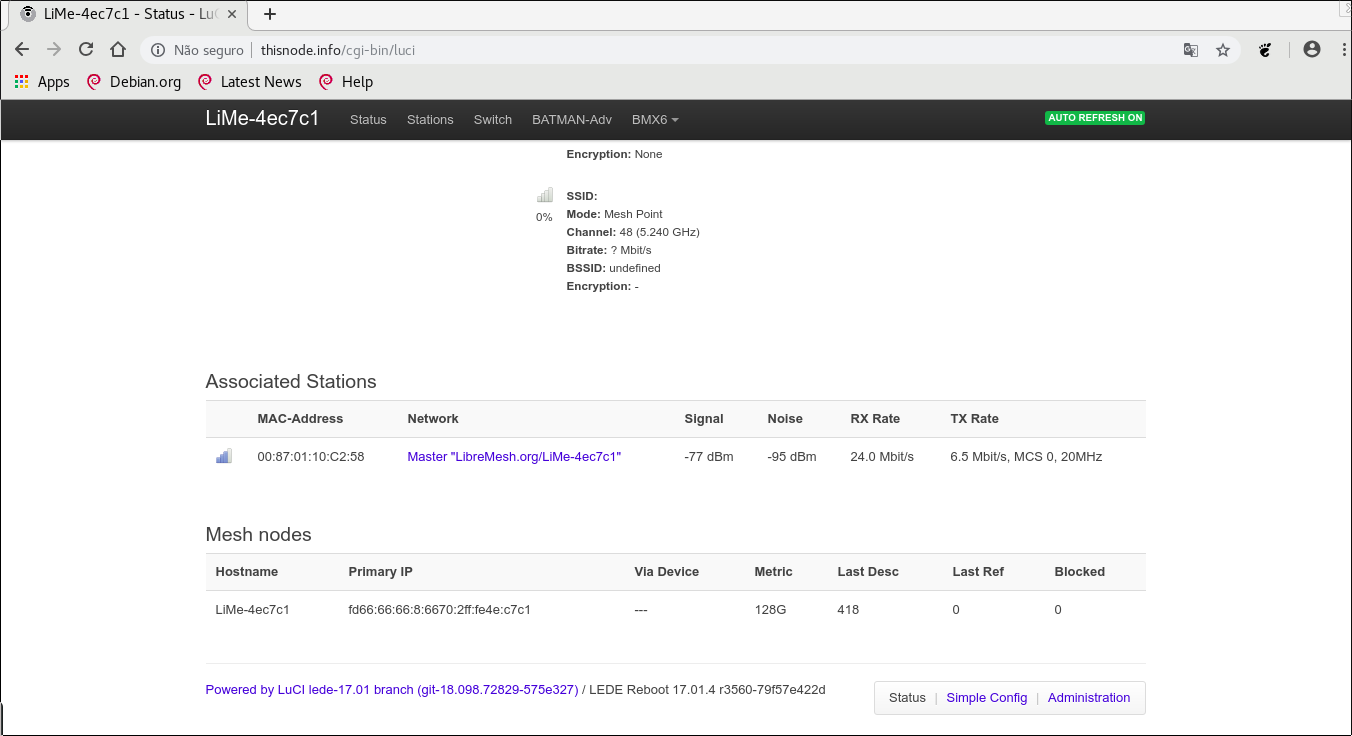 LiMe-4ec7c1 - Status - Lu
Não seguro thisnode.info/cgi-bin/luci
Apps Debian.org Latest News Help
LiMe-4ec7c1 Status Stations Switch BATMAN-Adv BMX6 AUTO REFRESH ON
Encryption: None
SSID:
0%
Mode: Mesh Point
Channel: 48 (5.240 GHz)
Bitrate: ? Mbit/s
BSSID: undefined
Encryption: -
Associated Stations
MAC-Address Network Signal Noise RX Rate TX Rate
00:87:01:10:C2:58 Master "LibreMesh.org/LiMe-4ec7c1" -77 dBm -95 dBm 24.0 Mbit/s 6.5 Mbit/s, MCS 0, 20MHz
Mesh nodes
Hostname Primary IP Via Device Metric Last Desc Last Ref Blocked
LiMe-4ec7c1 fd66:66:66:8:6670:2ff:fe4e:c7c1 --- 128G 418 0 0
Powered by LuCI lede-17.01 branch (git-18.098.72829-575e327) / LEDE Reboot 17.01.4 r3560-79f57e422d
Status | Simple Config | Administration